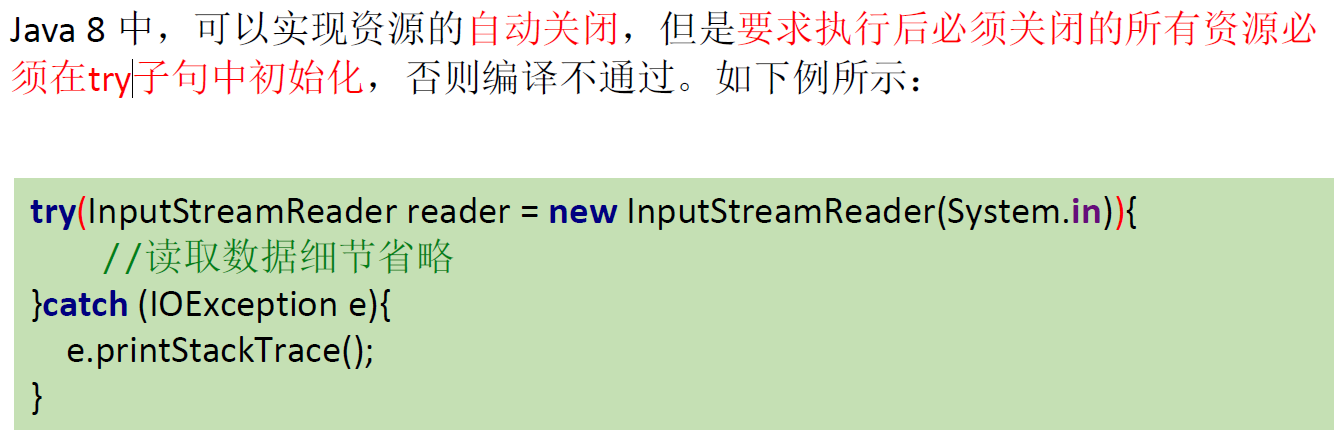 Java 8 中，可以实现资源的自动关闭，但是要求执行后必须关闭的所有资源必
须在try子句中初始化，否则编译不通过。如下例所示：
try(InputStreamReader reader = new InputStreamReader(System.in)){
//读取数据细节省略
}catch (IOException e){
e.printStackTrace();
}